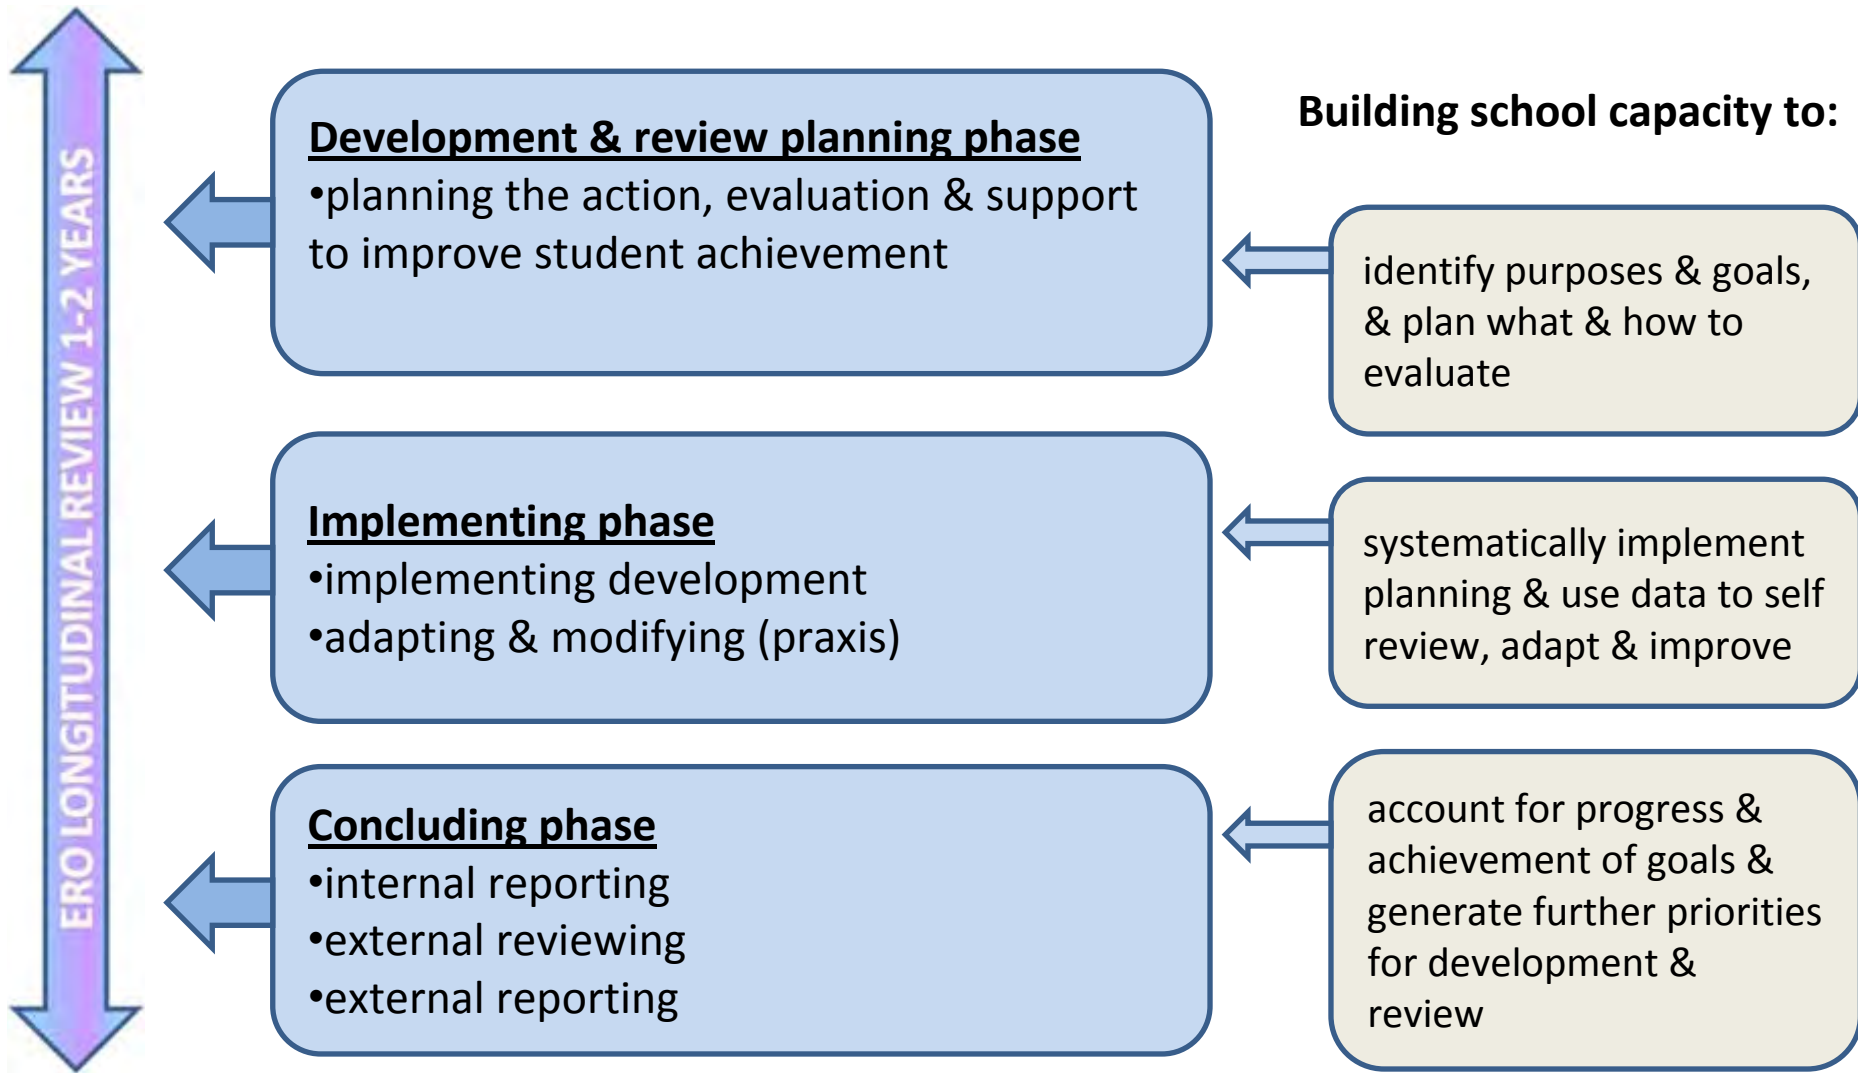 ERO LONGITUDINAL REVIEW 1-2 YEARS
Development & review planning phase
•planning the action, evaluation & support
to improve student achievement
Implementing phase
•implementing development
•adapting & modifying (praxis)
Concluding phase
•internal reporting
•external reviewing
•external reporting
Building school capacity to:
identify purposes & goals,
& plan what & how to
evaluate
systematically implement
planning & use data to self
review, adapt & improve
account for progress &
achievement of goals &
generate further priorities
for development &
review